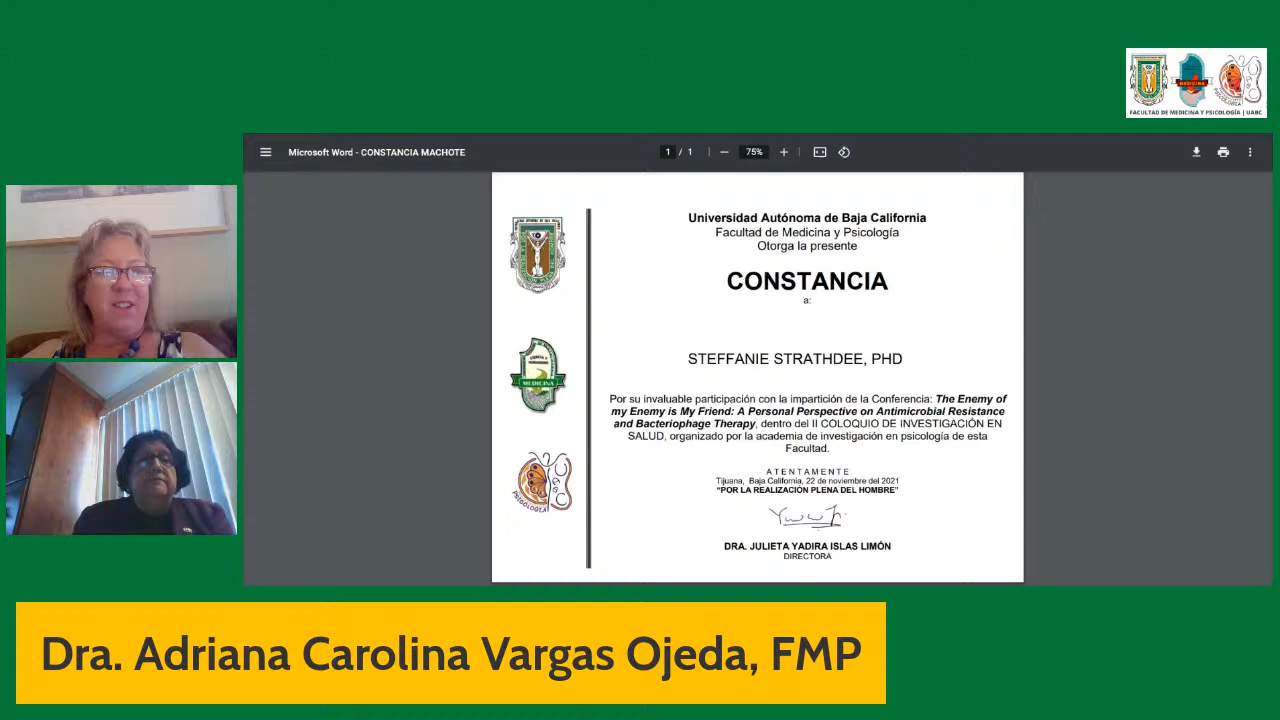 FACULTAD DE MEDICINA Y PSICOLOGÍA | UABC
Microsoft Word - CONSTANCIA MACHOTE
1 / 1
75%
Universidad Autónoma de Baja California
Facultad de Medicina y Psicología
Otorga la presente
CONSTANCIA
a:
STEFFANIE STRATHDEE, PHD
Por su invaluable participación con la impartición de la Conferencia: The Enemy of
my Enemy is My Friend: A Personal Perspective on Antimicrobial Resistance
and Bacteriophage Therapy, dentro del II COLOQUIO DE INVESTIGACIÓN EN
SALUD, organizado por la academia de investigación en psicología de esta
Facultad.
ATENTAMENTE
Tijuana, Baja California, 22 de noviembre del 2021
“POR LA REALIZACIÓN PLENA DEL HOMBRE”
DRA. JULIETA YADIRA ISLAS LIMÓN
DIRECTORA
MEDICINA
PSICOLOGÍA
Dra. Adriana Carolina Vargas Ojeda, FMP